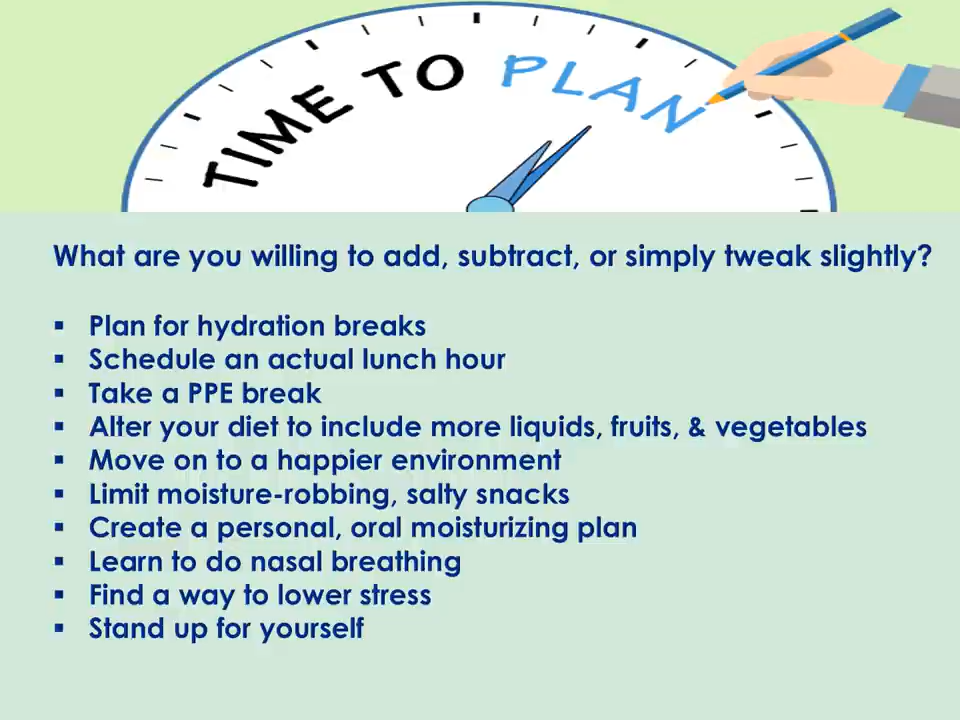 TIME TO PLAN
What are you willing to add, subtract, or simply tweak slightly?
▪ Plan for hydration breaks
▪ Schedule an actual lunch hour
▪ Take a PPE break
▪ Alter your diet to include more liquids, fruits, & vegetables
▪ Move on to a happier environment
▪ Limit moisture-robbing, salty snacks
▪ Create a personal, oral moisturizing plan
▪ Learn to do nasal breathing
▪ Find a way to lower stress
▪ Stand up for yourself